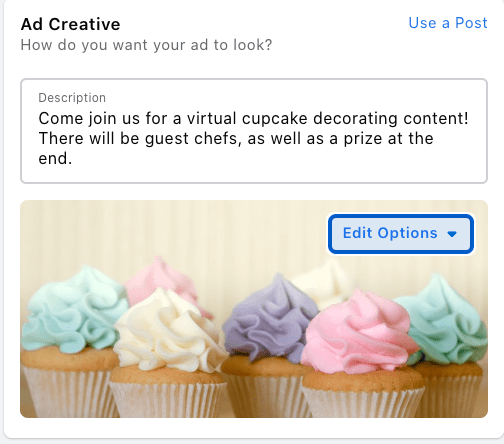 Ad Creative
Use a Post
How do you want your ad to look?
Description
Come join us for a virtual cupcake decorating content!
There will be guest chefs, as well as a prize at the
end.
Edit Options